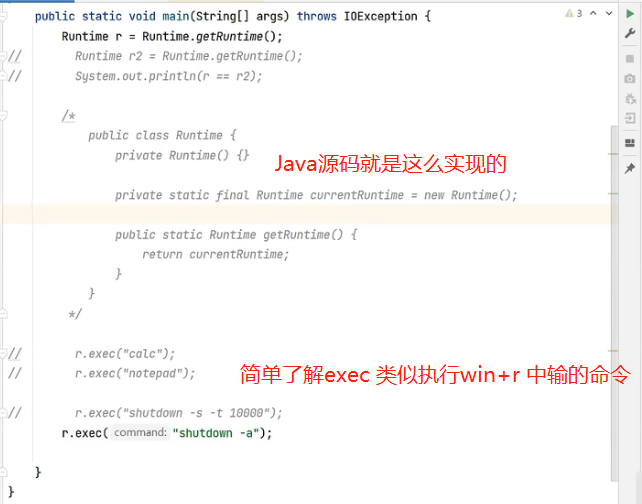 public static void main(String[] args) throws IOException {
3
Runtime r = Runtime.getRuntime();
// Runtime r2 = Runtime.getRuntime();
// System.out.println(r == r2);
/*
public class Runtime {
private Runtime() {}
Java源码就是这么实现的
private static final Runtime currentRuntime = new Runtime();
public static Runtime getRuntime() {
return currentRuntime;
}
}
*/
// r.exec("calc");
// r.exec("notepad");
简单了解exec 类似执行win+r 中输的命令
// r.exec("shutdown -s -t 10000");
r.exec( command: "shutdown -a");
}
}